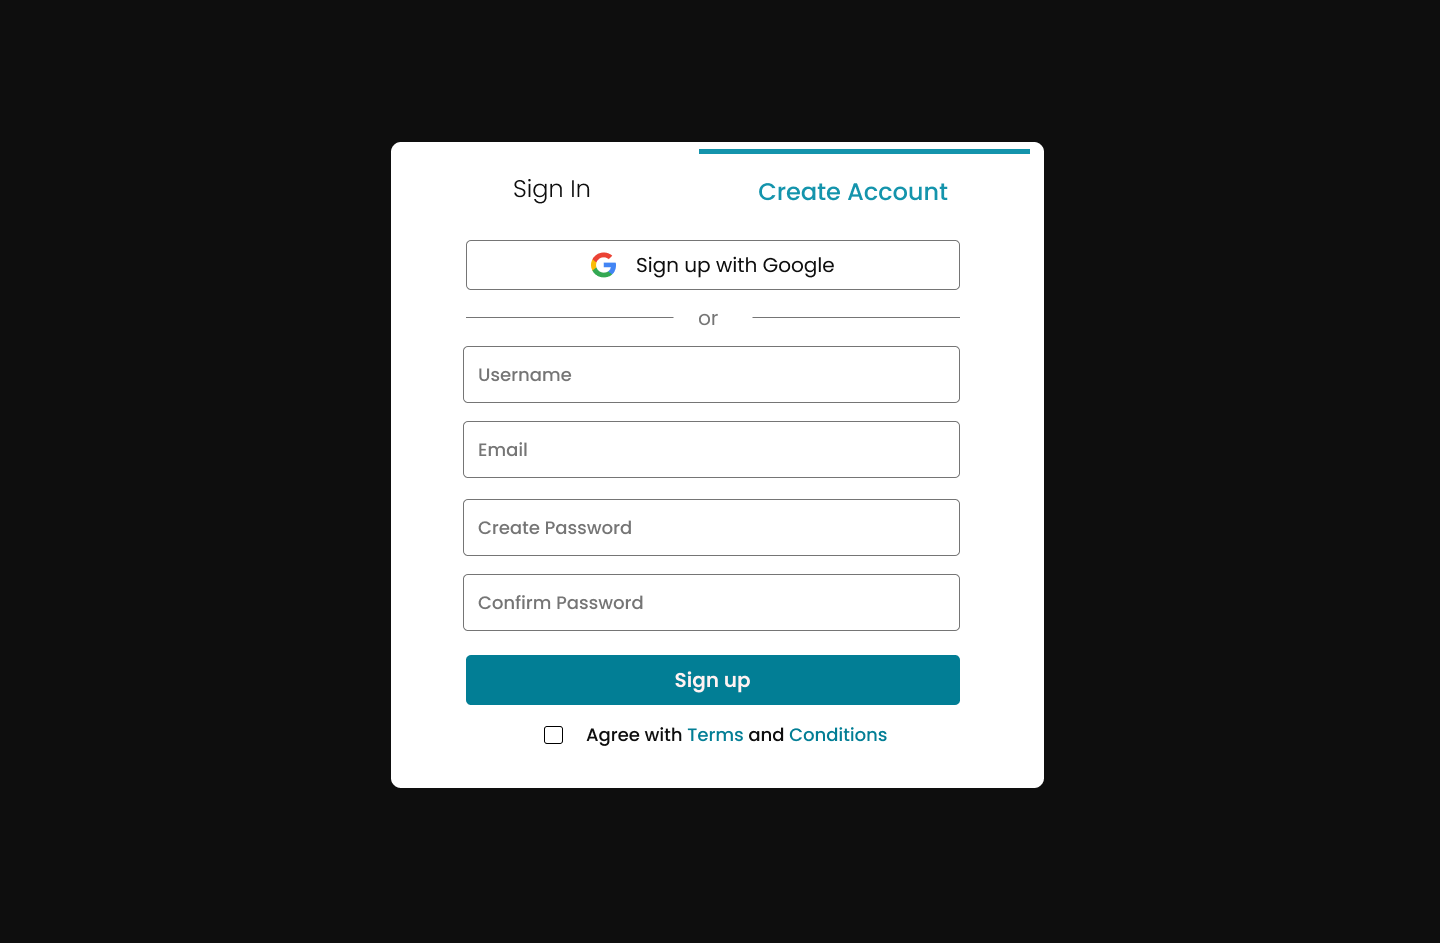 Sign In
Create Account
Sign up with Google
or
Username
Email
Create Password
Confirm Password
Sign up
Agree with Terms and Conditions